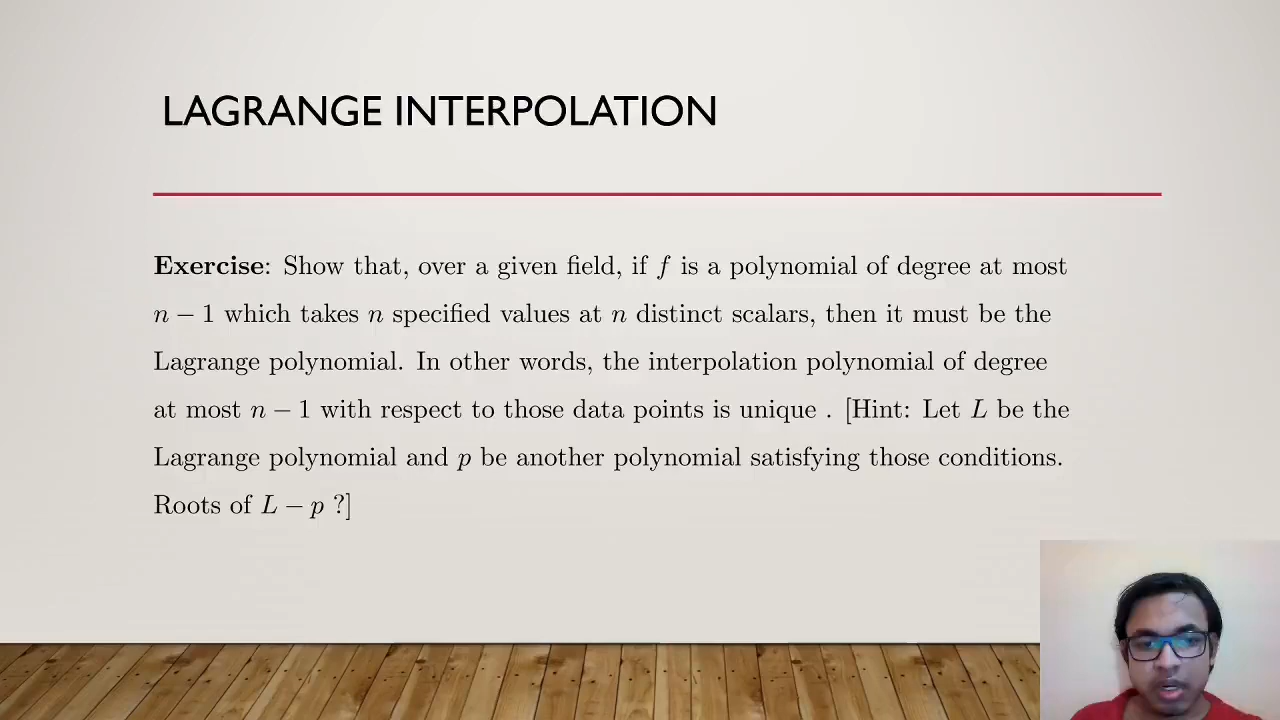 LAGRANGE INTERPOLATION
Exercise: Show that, over a given field, if f is a polynomial of degree at most
n − 1 which takes n specified values at n distinct scalars, then it must be the
Lagrange polynomial. In other words, the interpolation polynomial of degree
at most n − 1 with respect to those data points is unique . [Hint: Let L be the
Lagrange polynomial and p be another polynomial satisfying those conditions.
Roots of L − p ?]